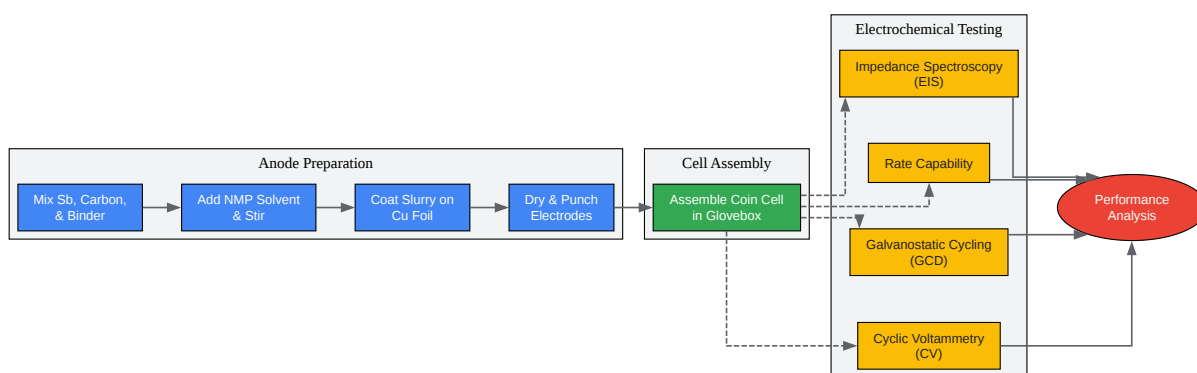 Anode Preparation
Mix Sb, Carbon,
& Binder
Add NMP Solvent
& Stir
Coat Slurry on
Cu Foil
Dry & Punch
Electrodes
Cell Assembly
Assemble Coin Cell
in Glovebox
Electrochemical Testing
Impedance Spectroscopy
(EIS)
Rate Capability
Galvanostatic Cycling
(GCD)
Cyclic Voltammetry
(CV)
Performance
Analysis